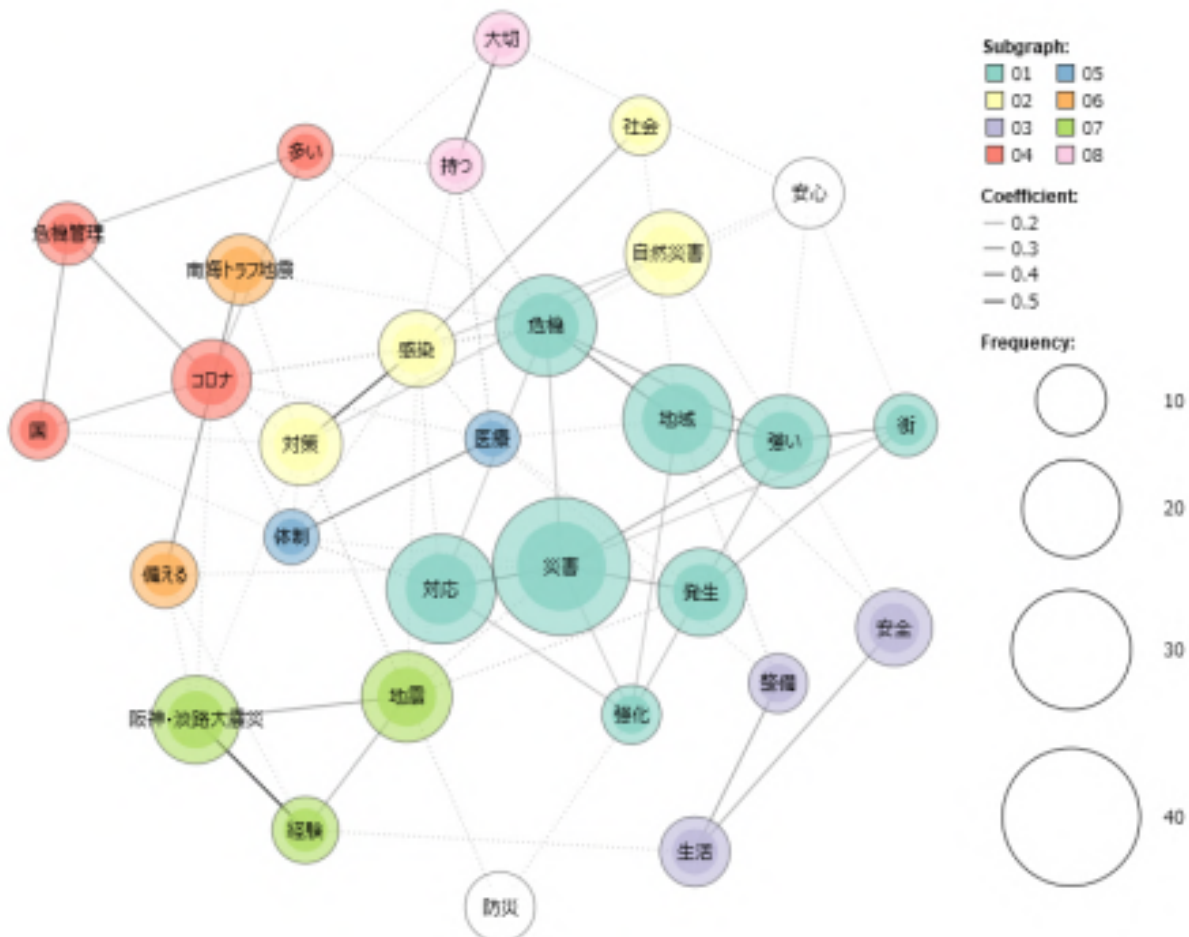 大切
社会
多い
持つ
安心
危機管理
自然災害
南海トラフ地震
危機
感染
コロナ
地域
街
国
対策
医療
強い
体制
災害
備える
対応
発生
安全
整備
地震
阪神・淡路大震災
強化
経験
生活
防災
Subgraph:
01 05
02 06
03 07
04 08
Coefficient:
0.2
0.3
0.4
0.5
Frequency:
10
20
30
40